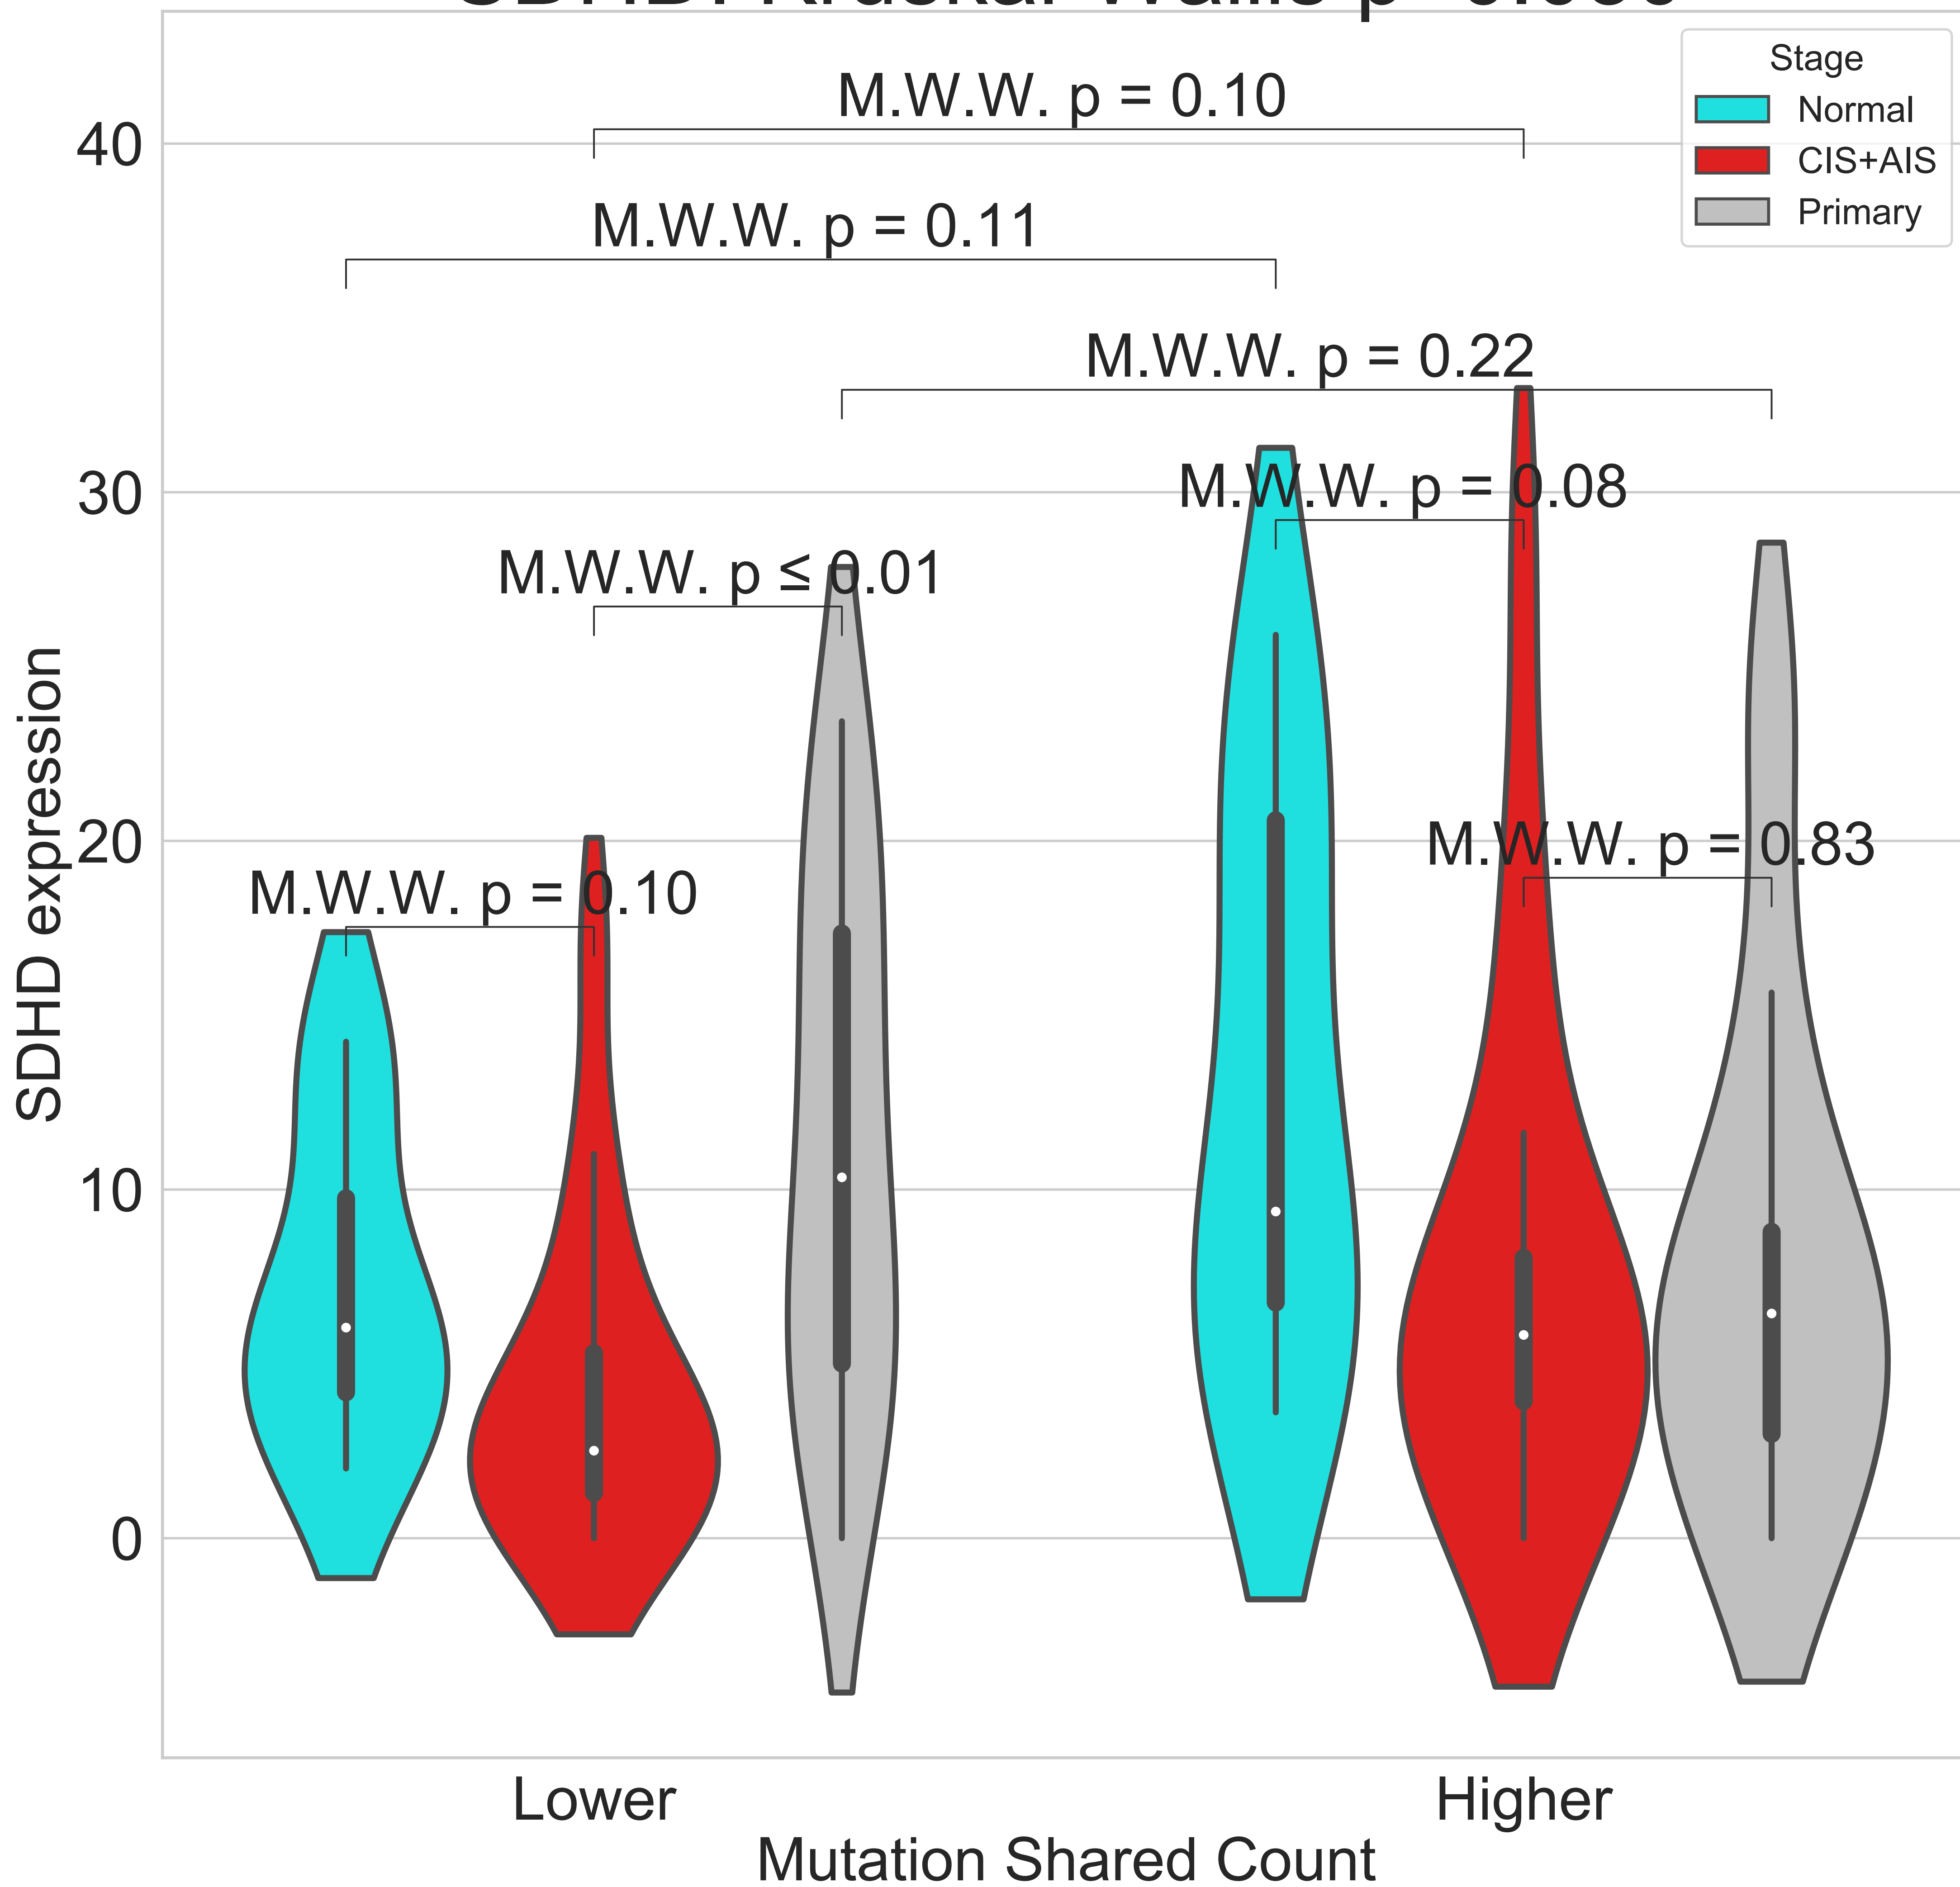 Stage
Normal
CIS+AIS
Primary
M.W.W. p = 0.10
M.W.W. p = 0.11
M.W.W. p = 0.22
M.W.W. p = 0.08
M.W.W. p ≤ 0.01
M.W.W. p = 0.83
M.W.W. p = 0.10
40
30
20
10
0
SDHD expression
Lower
Higher
Mutation Shared Count